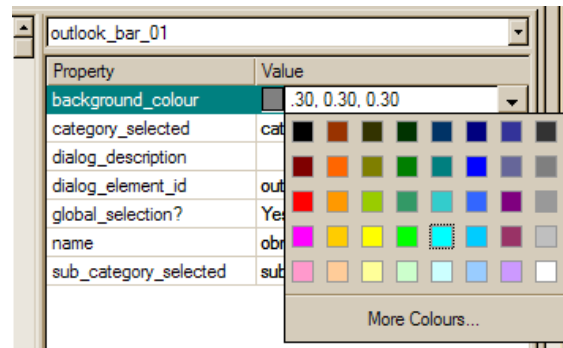 outlook_bar_01
Property Value
background_colour .30, 0.30, 0.30
category_selected cat
dialog_description
dialog_element_id out
global_selection? Yes
name obr
sub_category_selected sub
More Colours...